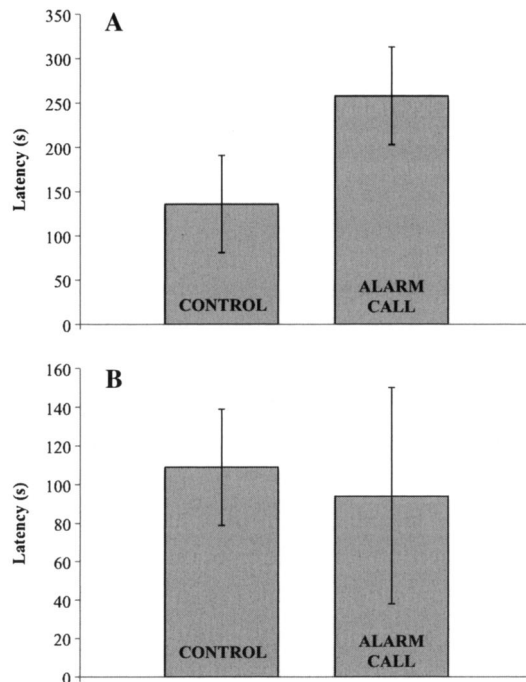 A
350
300
250
200
150
100
50
0
Latency (s)
CONTROL
ALARM
CALL
B
160
140
120
100
80
60
40
20
0
Latency (s)
CONTROL
ALARM
CALL